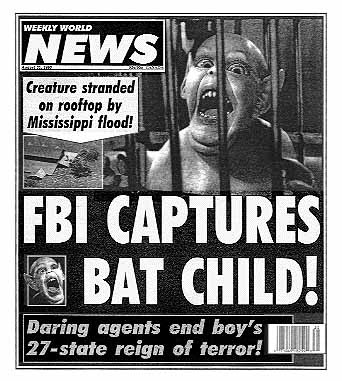 WEEKLY WORLD
NEWS
Creature stranded
on rooftop by
Mississippi flood!
FBI CAPTURES
BAT CHILD!
Daring agents end boy's
27-state reign of terror!